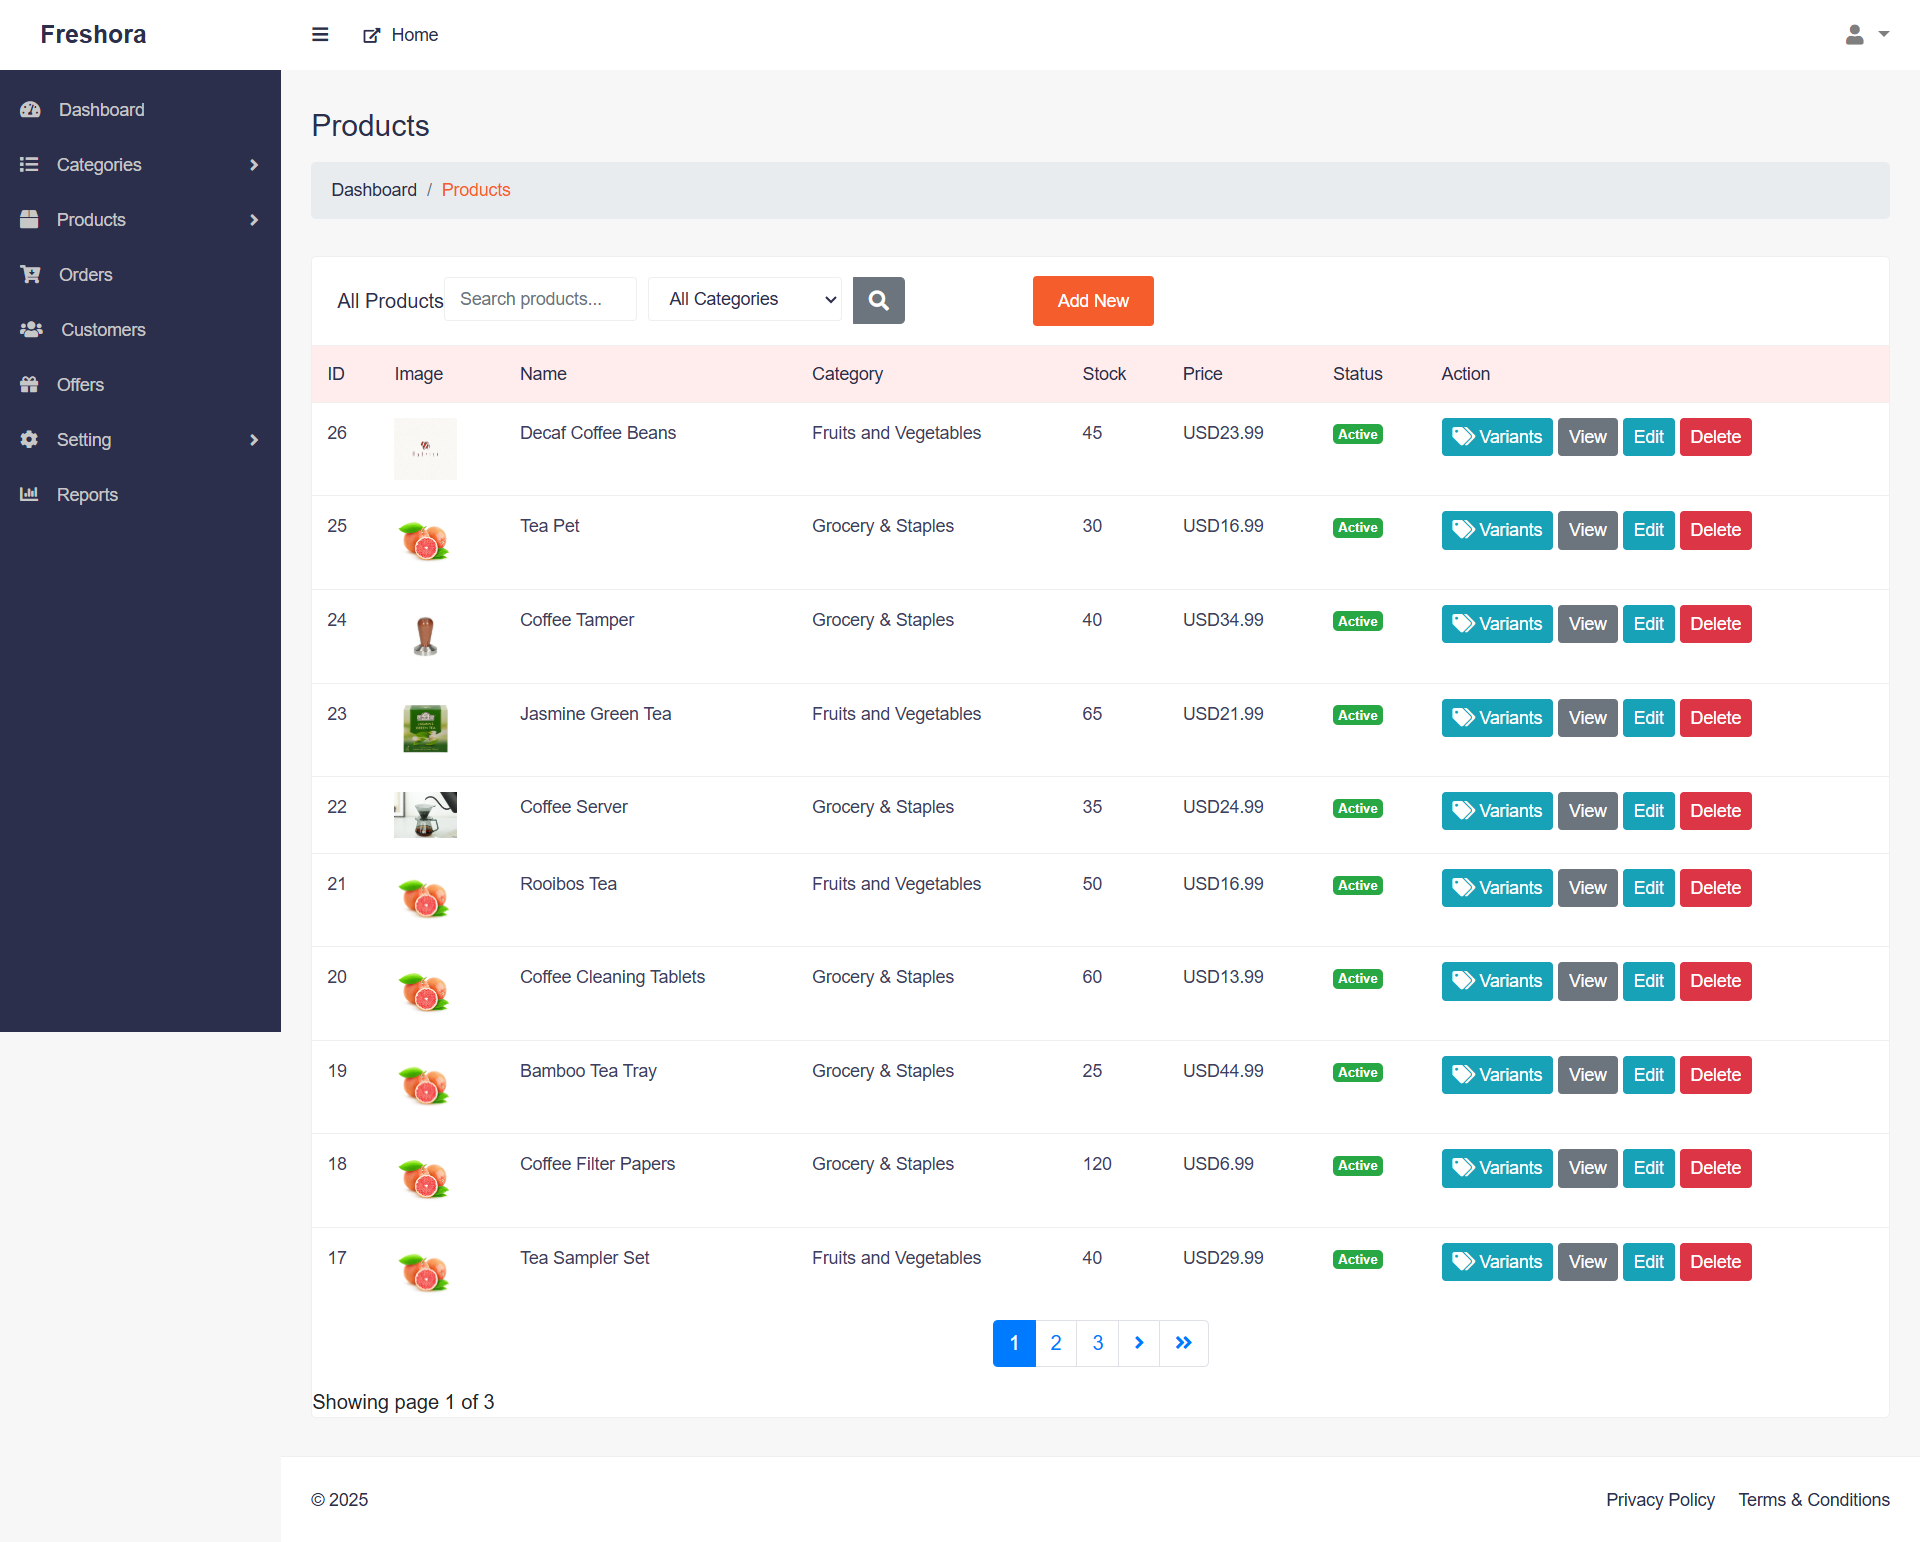 Freshora
Home
Dashboard
Categories
Products
Orders
Customers
Offers
Setting
Reports
Products
Dashboard / Products
All Products Search products... All Categories Add New
ID Image Name Category Stock Price Status Action
26 Decaf Coffee Beans Fruits and Vegetables 45 USD23.99 Active Variants View Edit Delete
25 Tea Pet Grocery & Staples 30 USD16.99 Active Variants View Edit Delete
24 Coffee Tamper Grocery & Staples 40 USD34.99 Active Variants View Edit Delete
23 Jasmine Green Tea Fruits and Vegetables 65 USD21.99 Active Variants View Edit Delete
22 Coffee Server Grocery & Staples 35 USD24.99 Active Variants View Edit Delete
21 Rooibos Tea Fruits and Vegetables 50 USD16.99 Active Variants View Edit Delete
20 Coffee Cleaning Tablets Grocery & Staples 60 USD13.99 Active Variants View Edit Delete
19 Bamboo Tea Tray Grocery & Staples 25 USD44.99 Active Variants View Edit Delete
18 Coffee Filter Papers Grocery & Staples 120 USD6.99 Active Variants View Edit Delete
17 Tea Sampler Set Fruits and Vegetables 40 USD29.99 Active Variants View Edit Delete
1 2 3
Showing page 1 of 3
© 2025
Privacy Policy Terms & Conditions